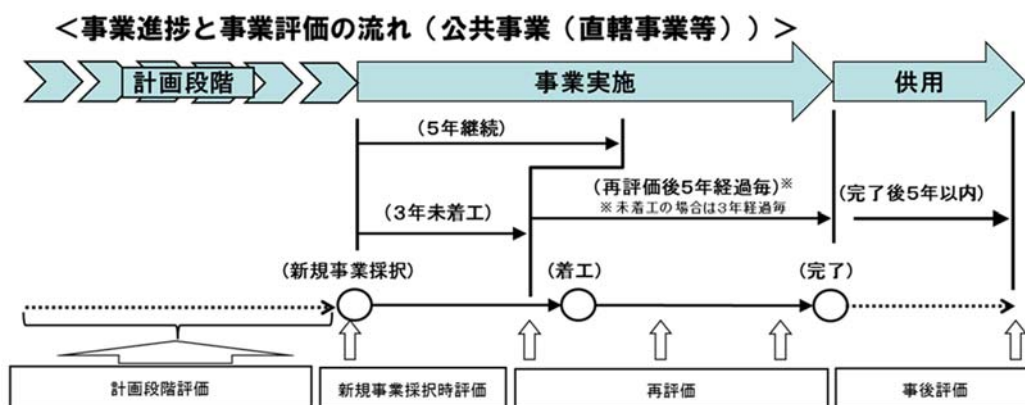 ＜事業進捗と事業評価の流れ（公共事業（直轄事業等））＞
計画段階
事業実施
供用
(５年継続)
(再評価後５年経過毎)※
※未着工の場合は３年経過毎
(完了後５年以内)
(３年未着工)
(新規事業採択)
(着工)
(完了)
計画段階評価
新規事業採択時評価
再評価
事後評価